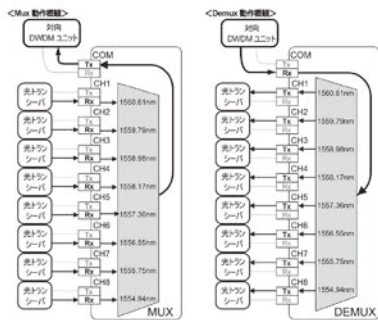 <Mux 動作概観>
対向
DWDM ユニット
COM
Tx
Rx
光トラン
シーバ
CH1
Tx
Rx
1560.61nm
光トラン
シーバ
CH2
Tx
Rx
1559.79nm
光トラン
シーバ
CH3
Tx
Rx
1558.98nm
光トラン
シーバ
CH4
Tx
Rx
1558.17nm
光トラン
シーバ
CH5
Tx
Rx
1557.36nm
光トラン
シーバ
CH6
Tx
Rx
1556.55nm
光トラン
シーバ
CH7
Tx
Rx
1555.75nm
光トラン
シーバ
CH8
Tx
Rx
1554.94nm
MUX
<Demux 動作概観>
対向
DWDM ユニット
COM
Tx
Rx
光トラン
シーバ
CH1
Tx
Rx
1560.61nm
光トラン
シーバ
CH2
Tx
Rx
1559.79nm
光トラン
シーバ
CH3
Tx
Rx
1558.98nm
光トラン
シーバ
CH4
Tx
Rx
1558.17nm
光トラン
シーバ
CH5
Tx
Rx
1557.36nm
光トラン
シーバ
CH6
Tx
Rx
1556.55nm
光トラン
シーバ
CH7
Tx
Rx
1555.75nm
光トラン
シーバ
CH8
Tx
Rx
1554.94nm
DEMUX